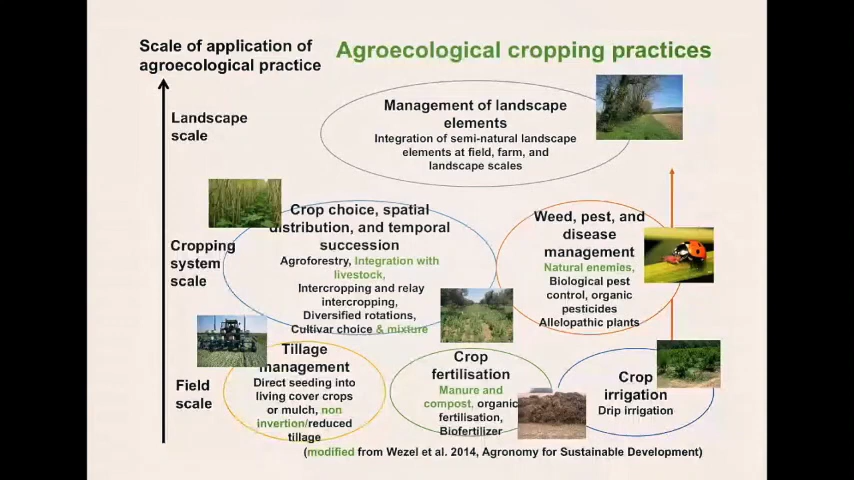 Scale of application of
agroecological practice
Agroecological cropping practices
Landscape
scale
Management of landscape
elements
Integration of semi-natural landscape
elements at field, farm, and
landscape scales
Cropping
system
scale
Crop choice, spatial
distribution, and temporal
succession
Agroforestry, Integration with
livestock,
Intercropping and relay
intercropping,
Diversified rotations,
Cultivar choice & mixture
Weed, pest, and
disease
management
Natural enemies,
Biological pest
control, organic
pesticides
Allelopathic plants
Field
scale
Tillage
management
Direct seeding into
living cover crops
or mulch, non
invertion/reduced
tillage
Crop
fertilisation
Manure and
compost, organic
fertilisation,
Biofertilizer
Crop
irrigation
Drip irrigation
(modified from Wezel et al. 2014, Agronomy for Sustainable Development)